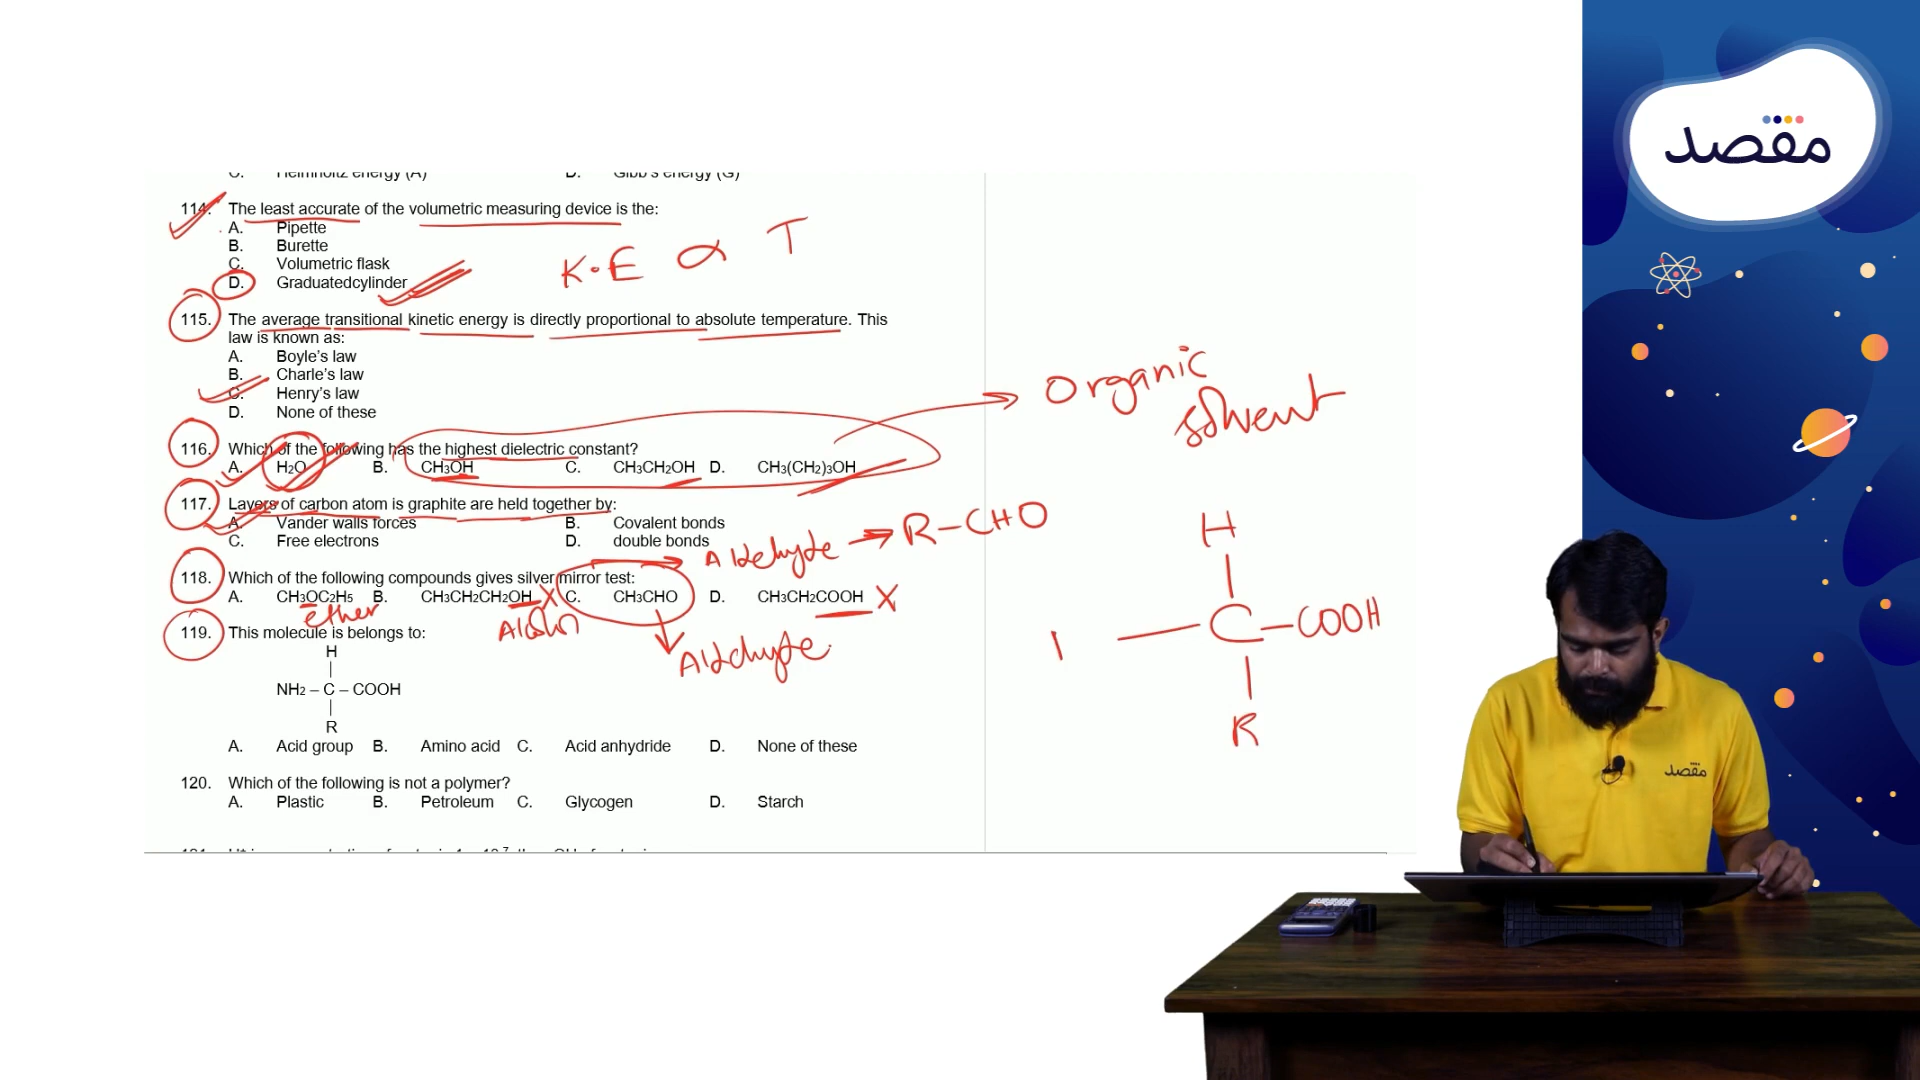 مقصد
114. The least accurate of the volumetric measuring device is the:
A. Pipette
B. Burette
C. Volumetric flask
D. Graduatedcylinder
K.E ∝ T
115. The average transitional kinetic energy is directly proportional to absolute temperature. This
law is known as:
A. Boyle's law
B. Charle's law
C. Henry's law
D. None of these
Organic
solvent
116. Which of the following has the highest dielectric constant?
A. H2O B. CH3OH C. CH3CH2OH D. CH3(CH2)3OH
117. Layers of carbon atom is graphite are held together by:
A. Vander walls forces B. Covalent bonds
C. Free electrons D. double bonds
R-CHO
118. Which of the following compounds gives silver mirror test:
A. CH3OC2H5 B. CH3CH2CH2OH X C. CH3CHO D. CH3CH2COOH X
ether
119. This molecule is belongs to:
H
|
NH2 – C – COOH
|
R
A. Acid group B. Amino acid C. Acid anhydride D. None of these
H
C-COOH
R
120. Which of the following is not a polymer?
A. Plastic B. Petroleum C. Glycogen D. Starch
مقصد